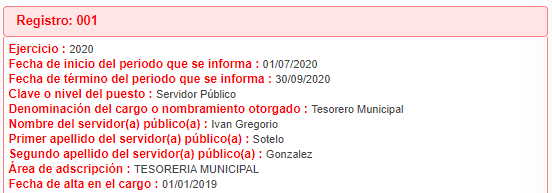 Registro: 001
Ejercicio : 2020
Fecha de inicio del periodo que se informa : 01/07/2020
Fecha de término del periodo que se informa : 30/09/2020
Clave o nivel del puesto : Servidor Público
Denominación del cargo o nombramiento otorgado : Tesorero Municipal
Nombre del servidor(a) público(a) : Ivan Gregorio
Primer apellido del servidor(a) público(a) : Sotelo
Segundo apellido del servidor(a) público(a) : Gonzalez
Área de adscripción : TESORERIA MUNICIPAL
Fecha de alta en el cargo : 01/01/2019